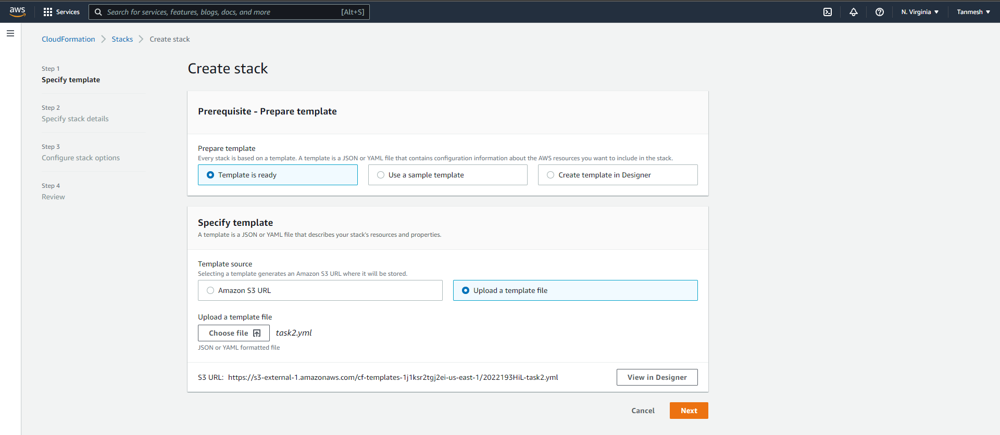 aws Services Search for services, features, blogs, docs, and more [Alt+S] N. Virginia Tanmesh
CloudFormation Stacks Create stack
Step 1
Specify template
Step 2
Specify stack details
Step 3
Configure stack options
Step 4
Review
Create stack
Prerequisite - Prepare template
Prepare template
Every stack is based on a template. A template is a JSON or YAML file that contains configuration information about the AWS resources you want to include in the stack.
Template is ready Use a sample template Create template in Designer
Specify template
A template is a JSON or YAML file that describes your stack's resources and properties.
Template source
Selecting a template generates an Amazon S3 URL where it will be stored.
Amazon S3 URL Upload a template file
Upload a template file
Choose file task2.yml
JSON or YAML formatted file
S3 URL: https://s3-external-1.amazonaws.com/cf-templates-1j1ksr2tgj2ei-us-east-1/2022193HiL-task2.yml View in Designer
Cancel Next